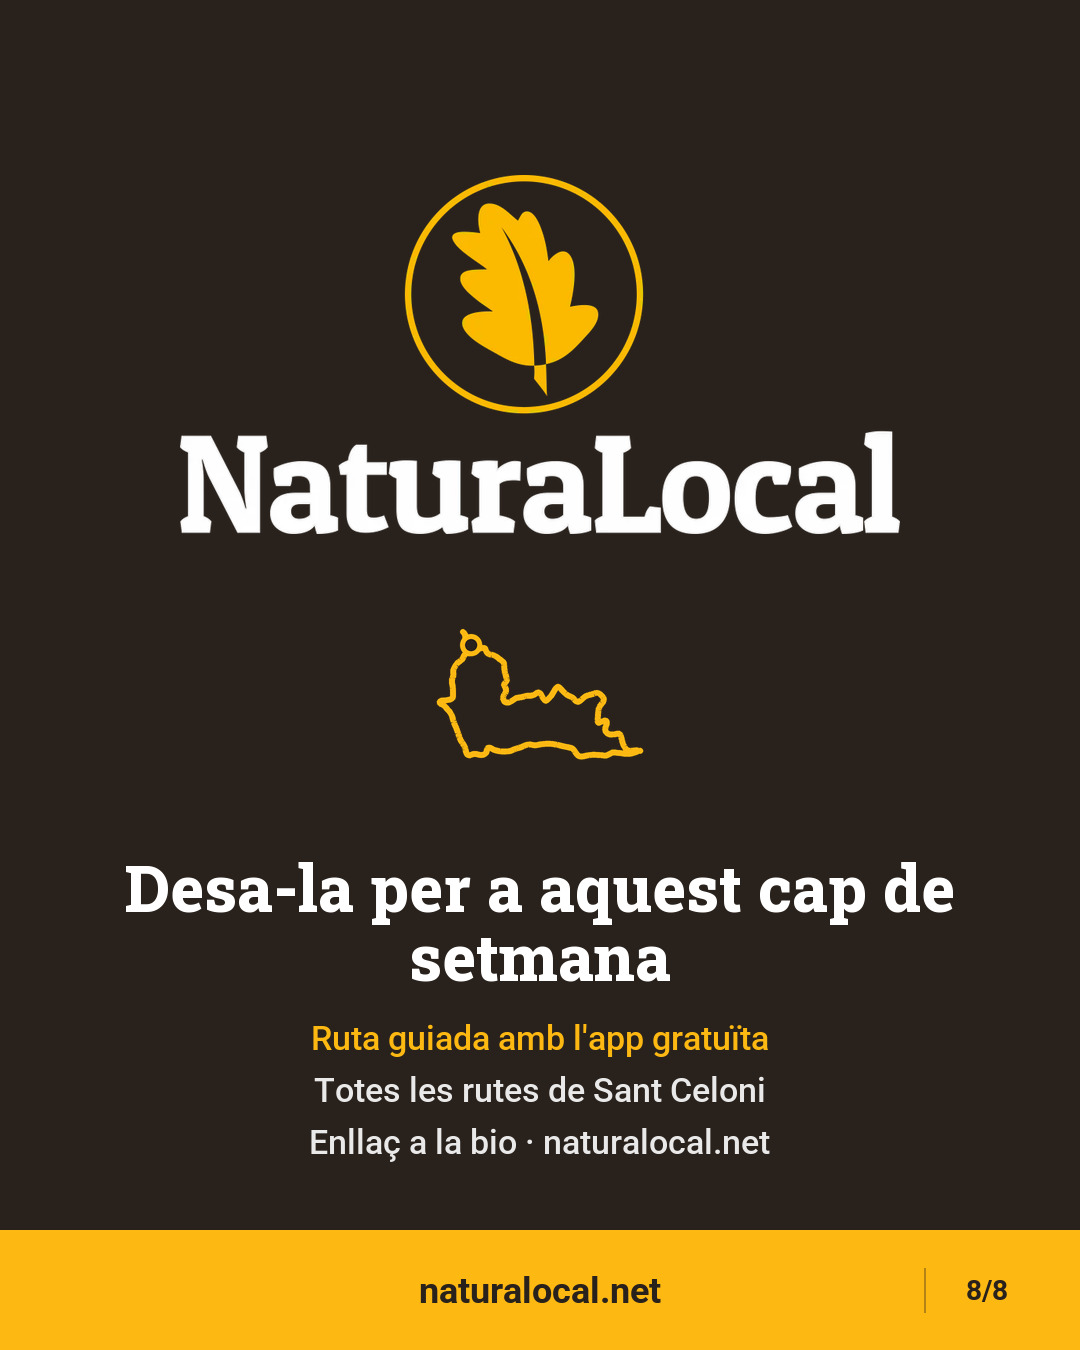 NaturaLocal
Desa-la per a aquest cap de
setmana
Ruta guiada amb l'app gratuïta
Totes les rutes de Sant Celoni
Enllaç a la bio · naturalocal.net
naturalocal.net
8/8